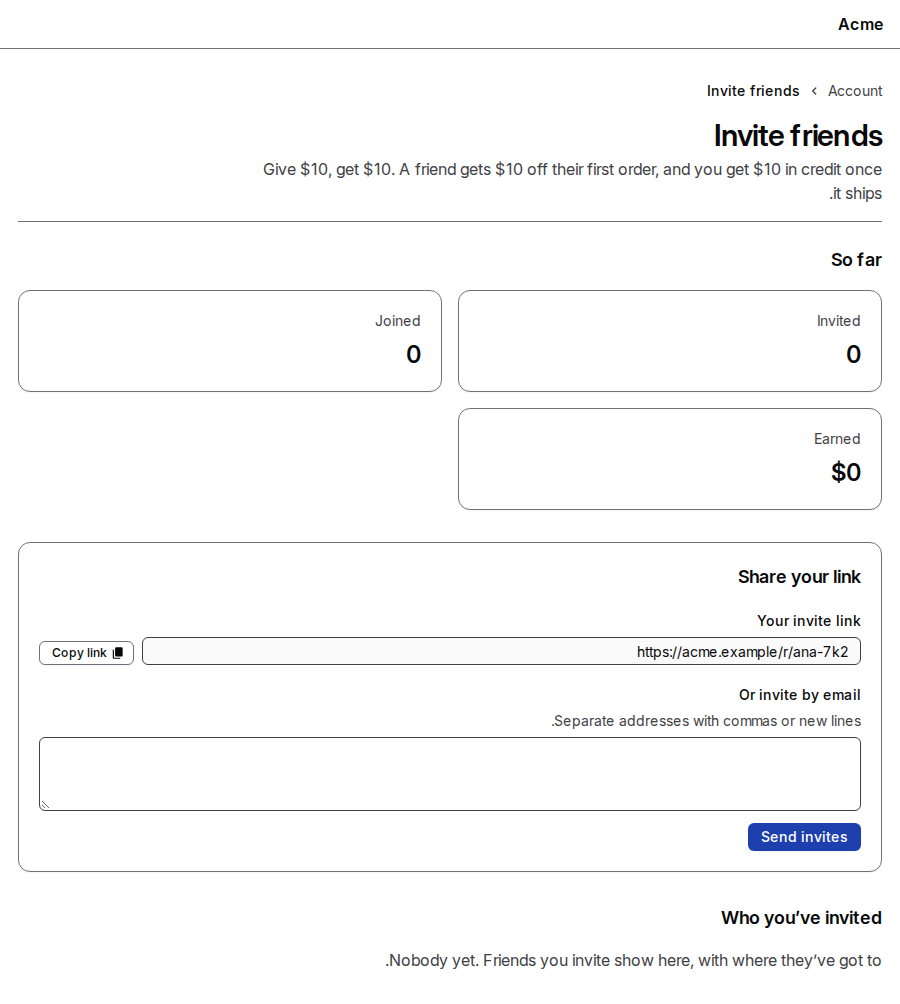 Acme
Account › Invite friends
Invite friends
Give $10, get $10. A friend gets $10 off their first order, and you get $10 in credit once
it ships.
So far
Invited
0
Joined
0
Earned
$0
Share your link
Your invite link
https://acme.example/r/ana-7k2
Copy link
Or invite by email
Separate addresses with commas or new lines.
Send invites
Who you’ve invited
Nobody yet. Friends you invite show here, with where they’ve got to.